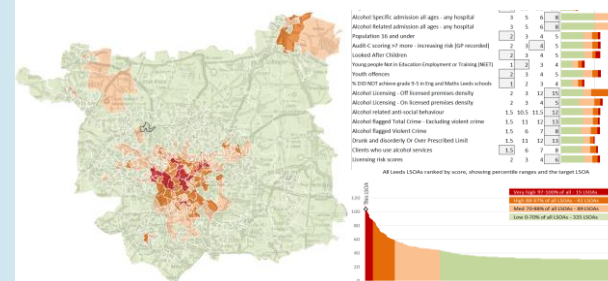 Alcohol Specific admission all ages - any hospital 3 5 6 8
Alcohol Related admission all ages - any hospital 3 5 6 8
Population 16 and under 2 3 4 5
Audit-C scoring >7 more - increasing risk [GP recorded] 2 3 4 5
Looked After Children 2 3 4 5
Young people Not in Education Employment or Training (NEET) 1 2 3 4
Youth offences 2 3 4 5
% DID NOT achieve grade 9-5 in Eng and Maths Leeds schools 1 2 3 4
Alcohol Licensing - Off licensed premises density 2 3 12 15
Alcohol Licensing - On licensed premises density 2 3 4 5
Alcohol related anti-social behaviour 1.5 10.5 11.5 12
Alcohol flagged Total Crime - Excluding violent crime 1.5 11 12 13
Alcohol flagged Violent Crime 1.5 6 7 8
Drunk and disorderly Or Over Prescribed Limit 1.5 11 12 13
Clients who use alcohol services 1.5 6 7 8
Licensing risk scores 2 3 4 6
All Leeds LSOAs ranked by score, showing percentile ranges and the target LSOA
This LSOA
Very high 97-100% of all - 15 LSOAs
High 88-97% of all LSOAs - 43 LSOAs
Med 70-88% of all LSOAs - 89 LSOAs
Low 0-70% of all LSOAs - 335 LSOAs
120
100
80
60
40
20
0